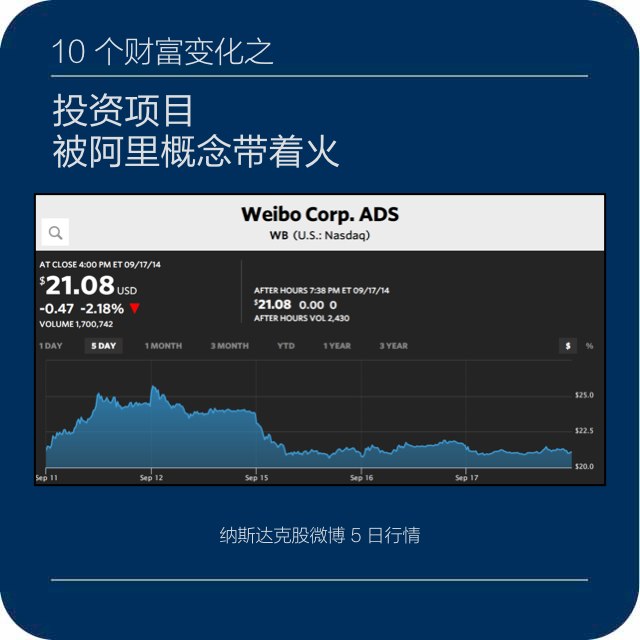 10 个财富变化之
投资项目
被阿里概念带着火
Weibo Corp. ADS
WB (U.S.: Nasdaq)
AT CLOSE 4:00 PM ET 09/17/14
$21.08 USD
-0.47 -2.18% ▼
VOLUME 1,700,742
AFTER HOURS 7:38 PM ET 09/17/14
$21.08 0.00 0
AFTER HOURS VOL 2,430
1 DAY 5 DAY 1 MONTH 3 MONTH YTD 1 YEAR 3 YEAR $ %
$25.0
$22.5
$20.0
Sep 11 Sep 12 Sep 15 Sep 16 Sep 17
纳斯达克股微博 5 日行情